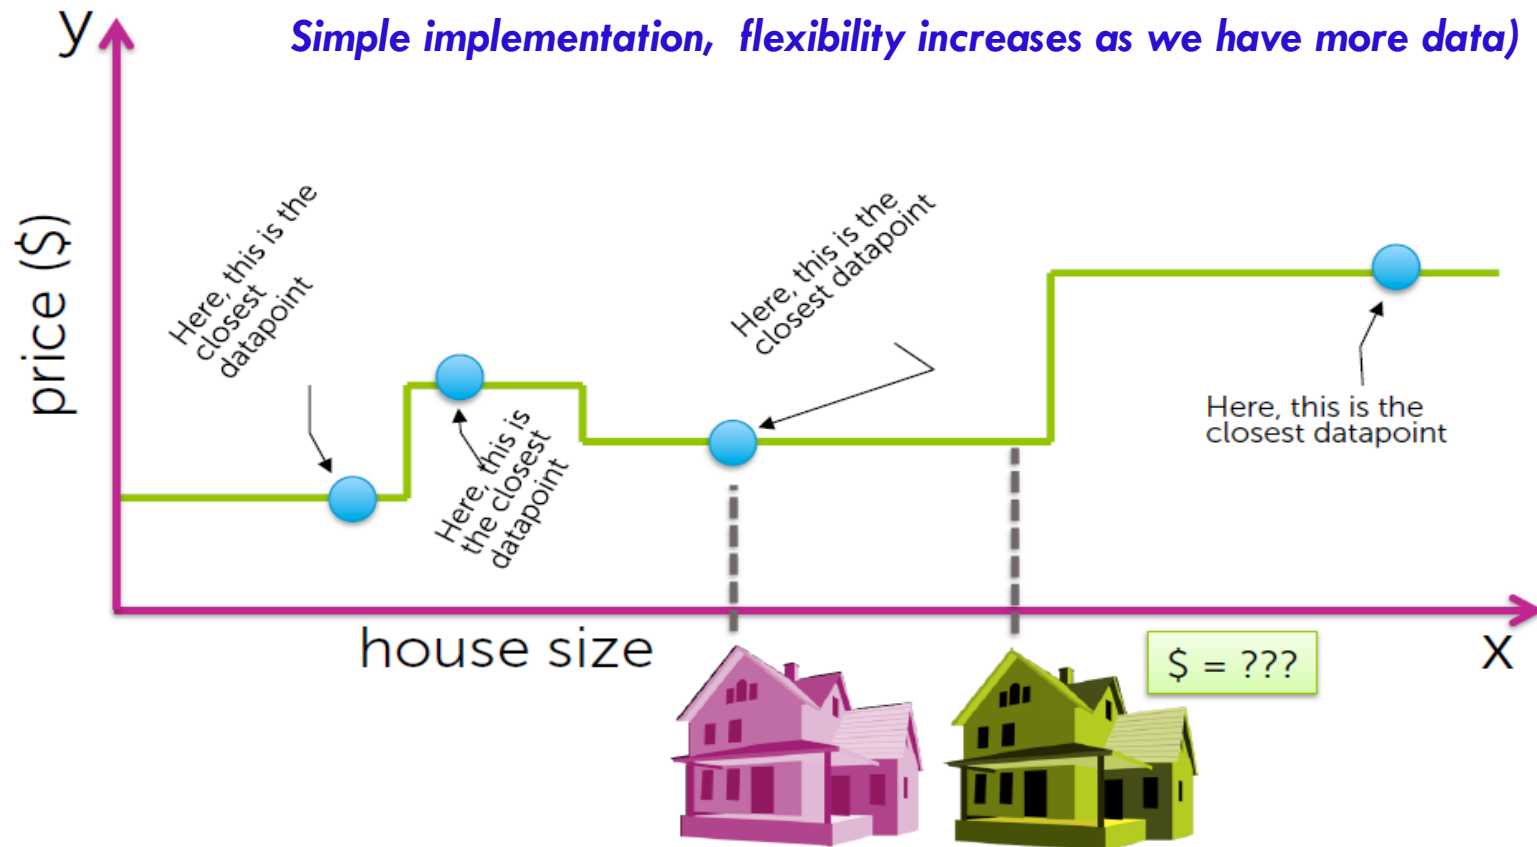 Simple implementation, flexibility increases as we have more data)
y
price ($)
Here, this is the
closest
datapoint
Here, this is
the closest
datapoint
Here, this is the
closest datapoint
Here, this is the
closest datapoint
house size
x
$ = ???